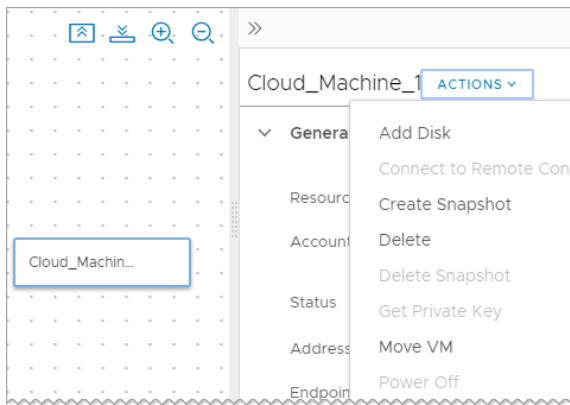 Cloud_Machine_1 ACTIONS
General
Add Disk
Connect to Remote Con
Resourc
Create Snapshot
Account
Delete
Cloud_Machin...
Delete Snapshot
Status
Get Private Key
Address
Move VM
Endpoin
Power Off